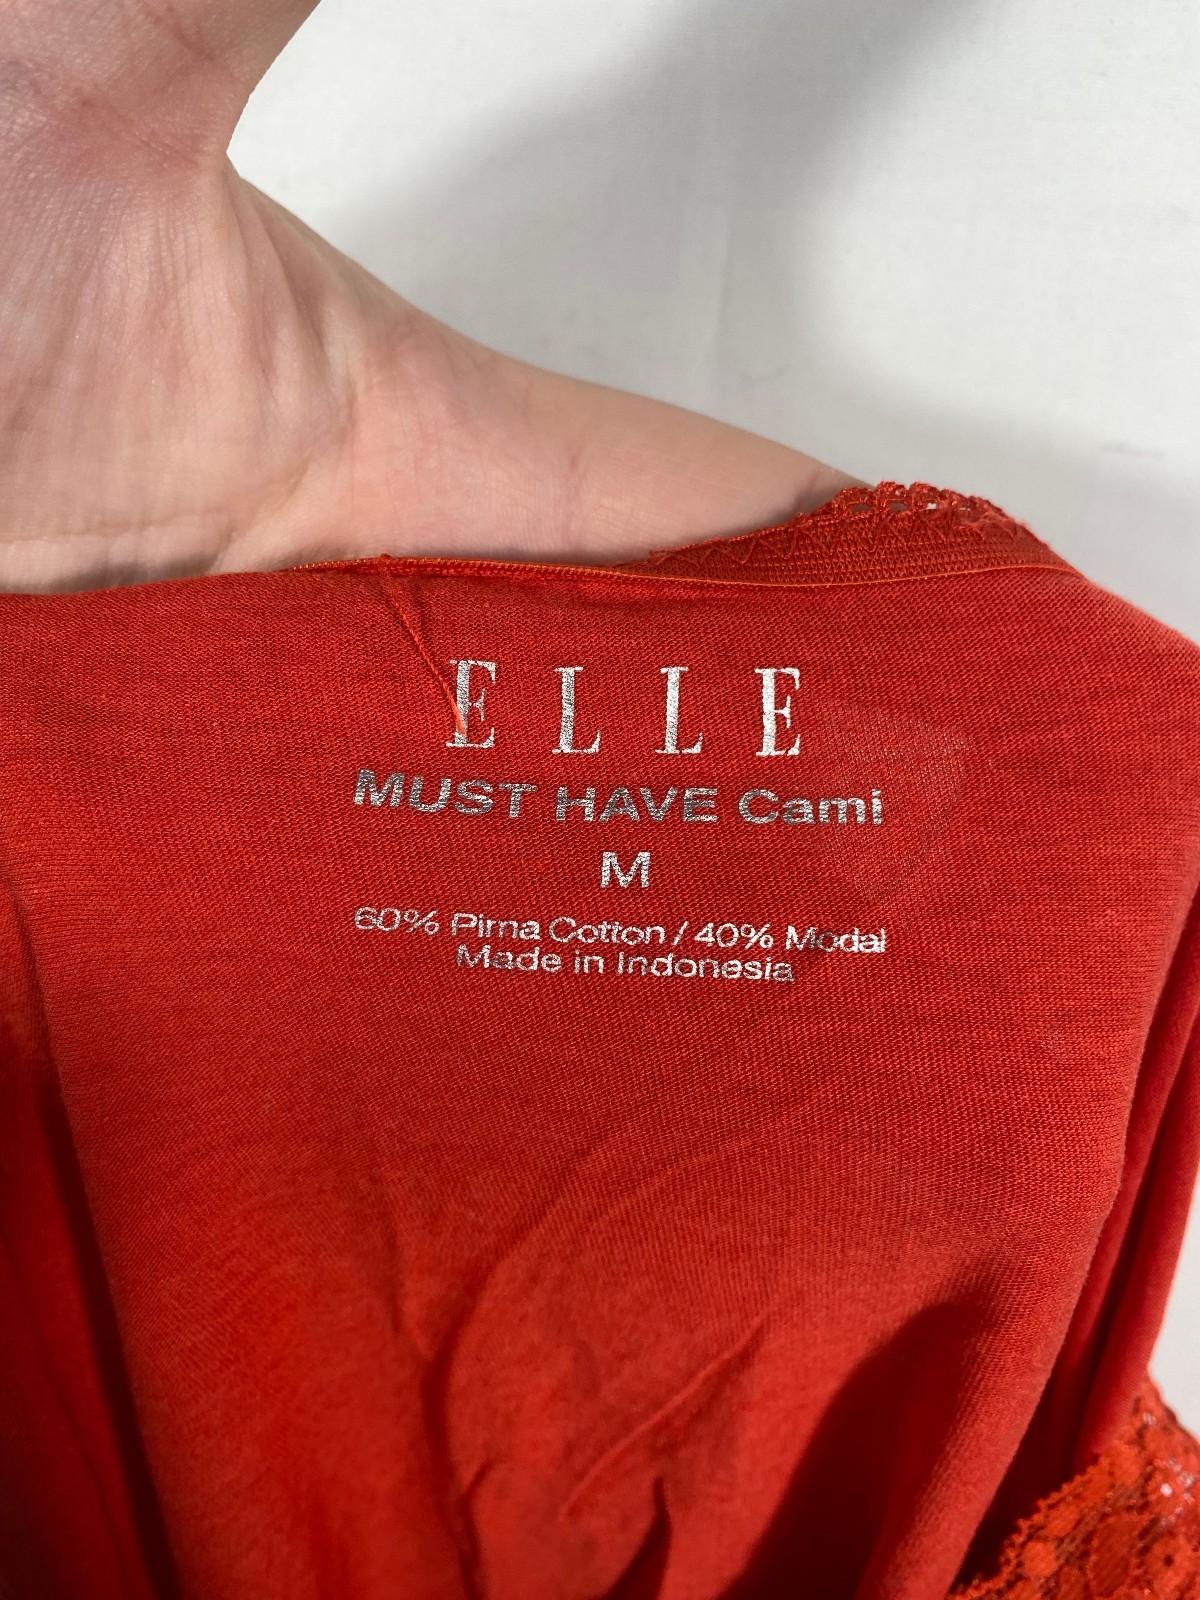 ELLE
MUST HAVE Cami
M
60% Pima Cotton / 40% Modal
Made in Indonesia